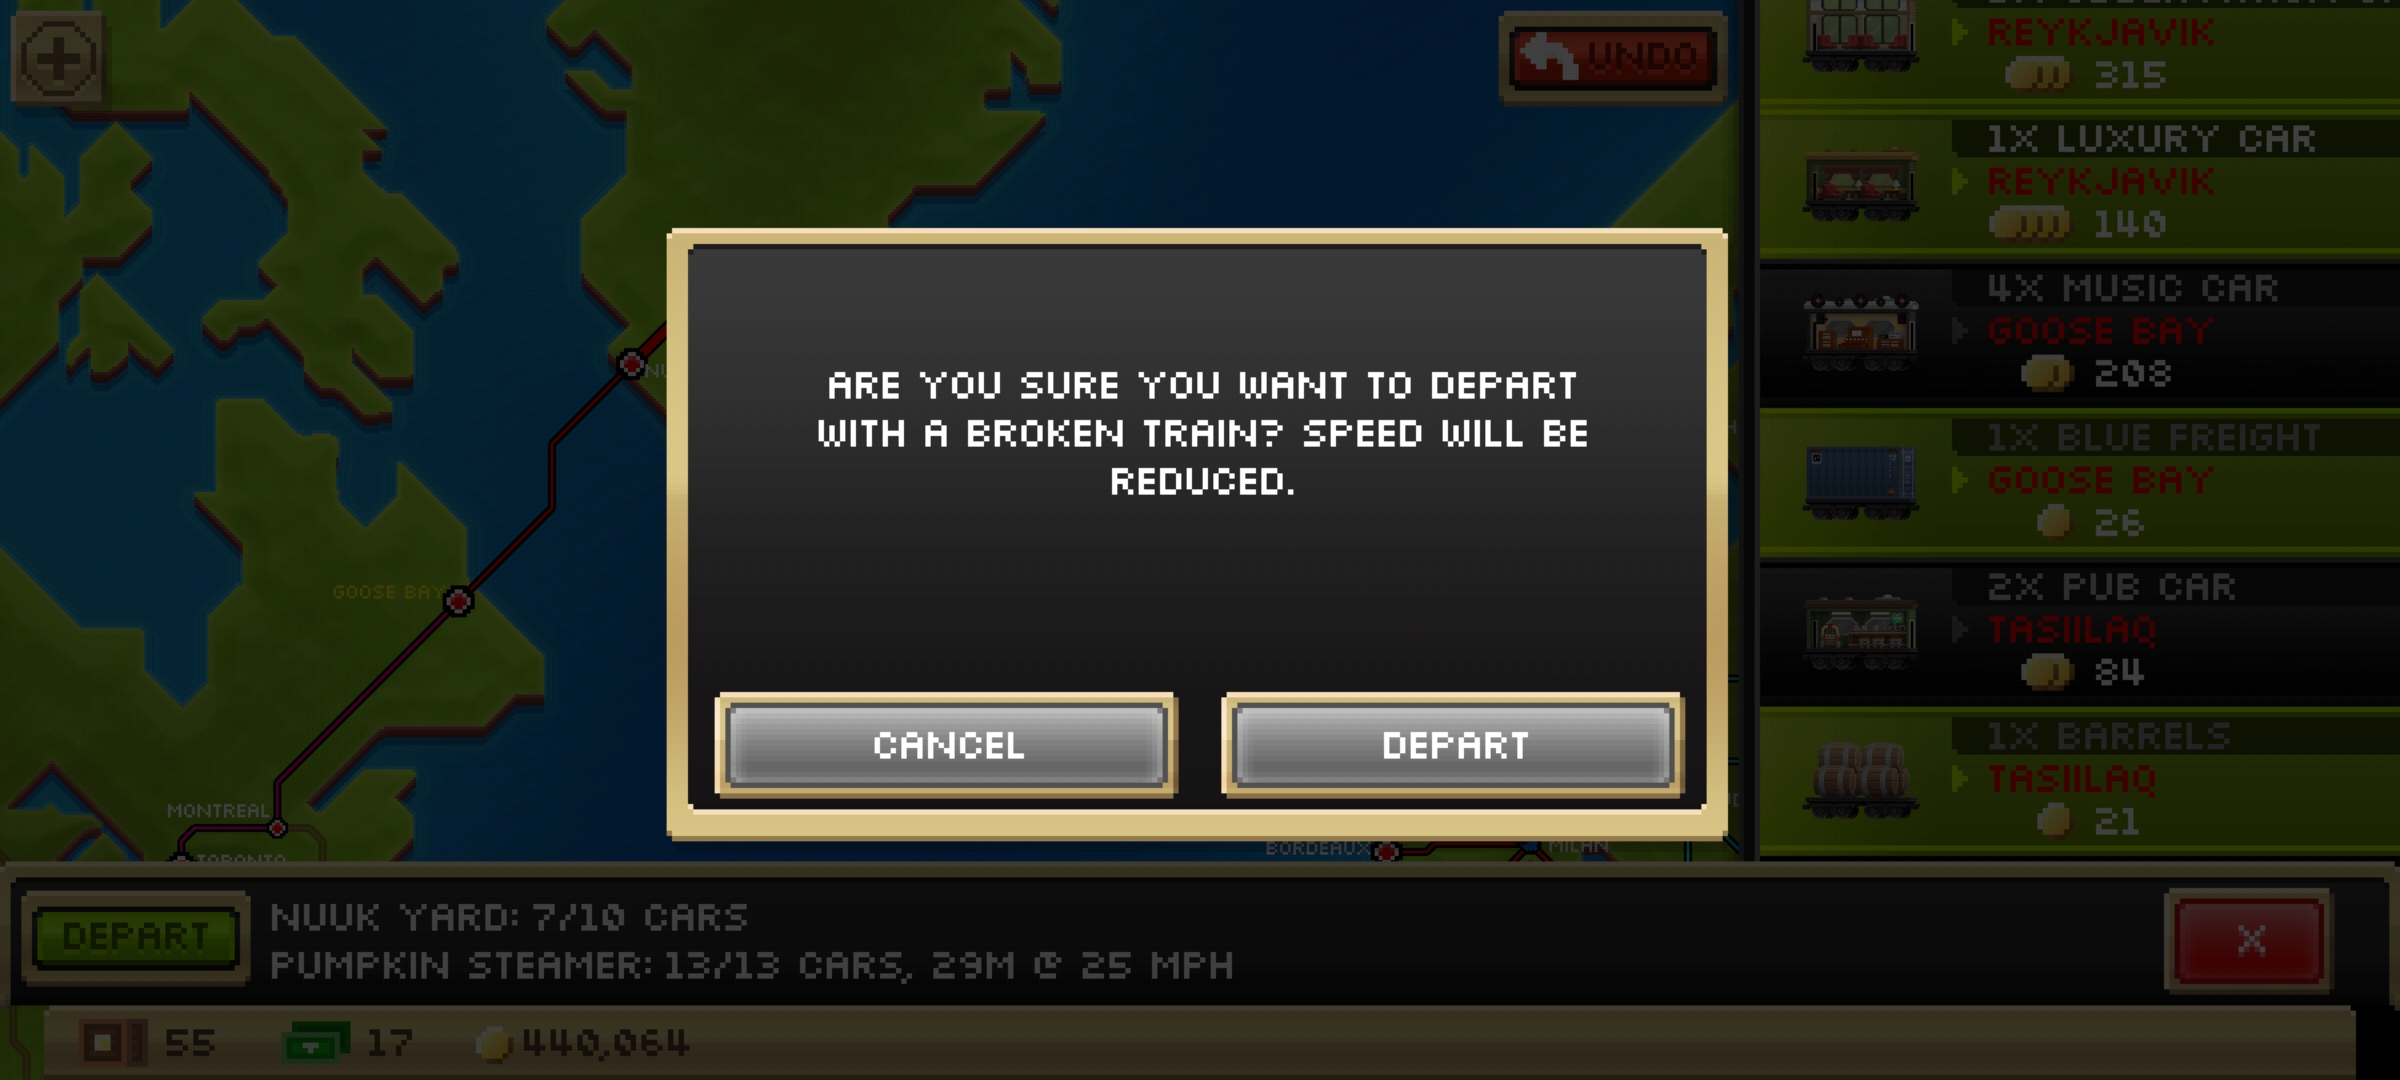 UNDO
REYKJAVIK
315
1X LUXURY CAR
REYKJAVIK
140
4X MUSIC CAR
GOOSE BAY
208
1X BLUE FREIGHT
GOOSE BAY
26
2X PUB CAR
TASIILAQ
84
1X BARRELS
TASIILAQ
21
ARE YOU SURE YOU WANT TO DEPART
WITH A BROKEN TRAIN? SPEED WILL BE
REDUCED.
CANCEL
DEPART
GOOSE BAY
MONTREAL
TORONTO
BORDEAUX
MILAN
DEPART
NUUK YARD: 7/10 CARS
PUMPKIN STEAMER: 13/13 CARS, 29M @ 25 MPH
X
55
17
440,064